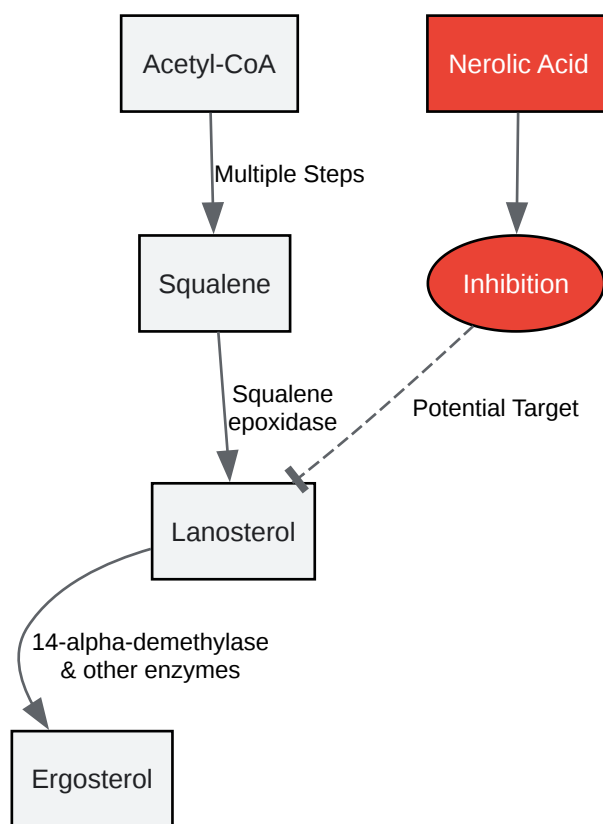 Acetyl-CoA
Nerolic Acid
Multiple Steps
Squalene
Inhibition
Squalene
epoxidase
Potential Target
Lanosterol
14-alpha-demethylase
& other enzymes
Ergosterol